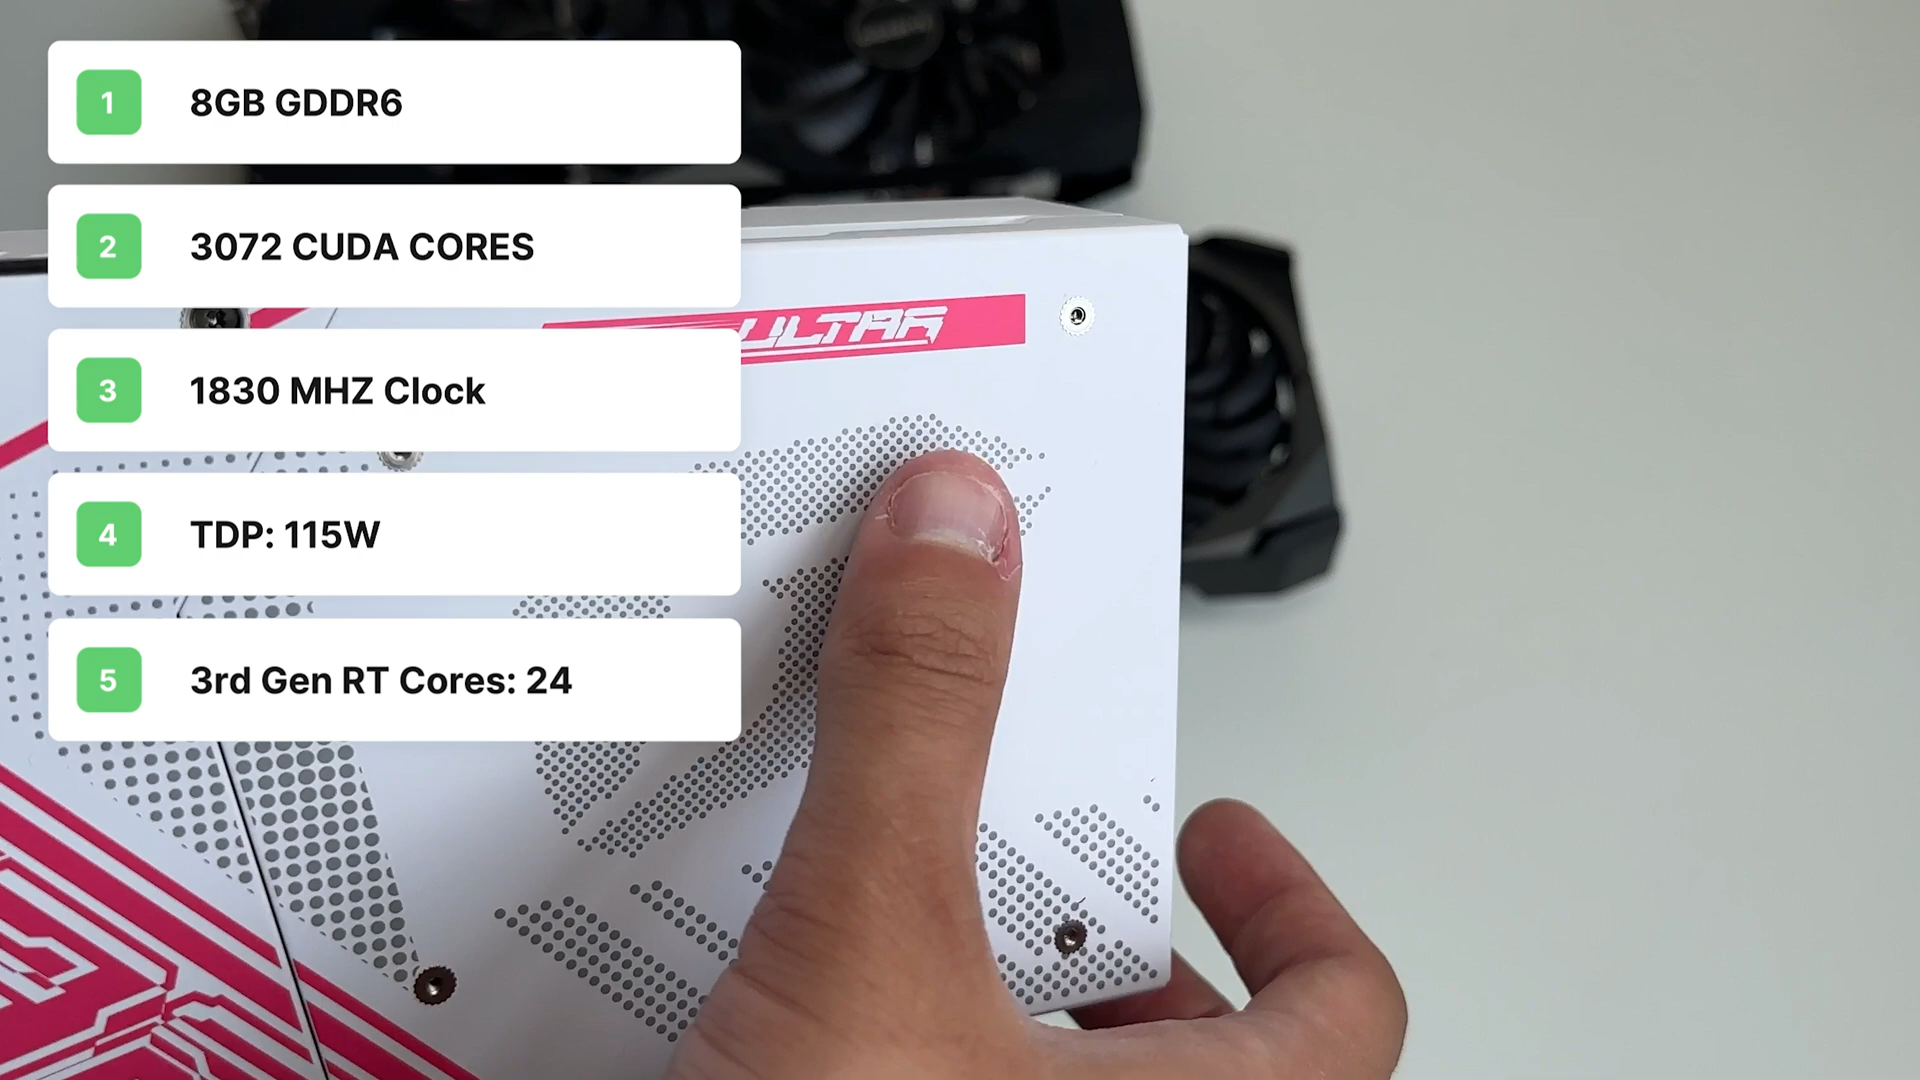 1 8GB GDDR6
2 3072 CUDA CORES
ULTRA
3 1830 MHZ Clock
4 TDP: 115W
5 3rd Gen RT Cores: 24